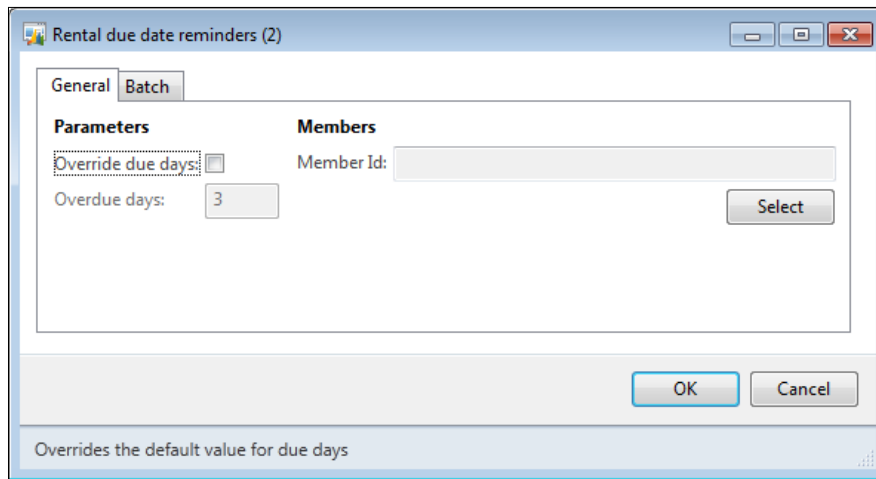 Rental due date reminders (2)
General Batch
Parameters Members
Override due days: Member Id:
Overdue days: 3
Select
OK Cancel
Overrides the default value for due days